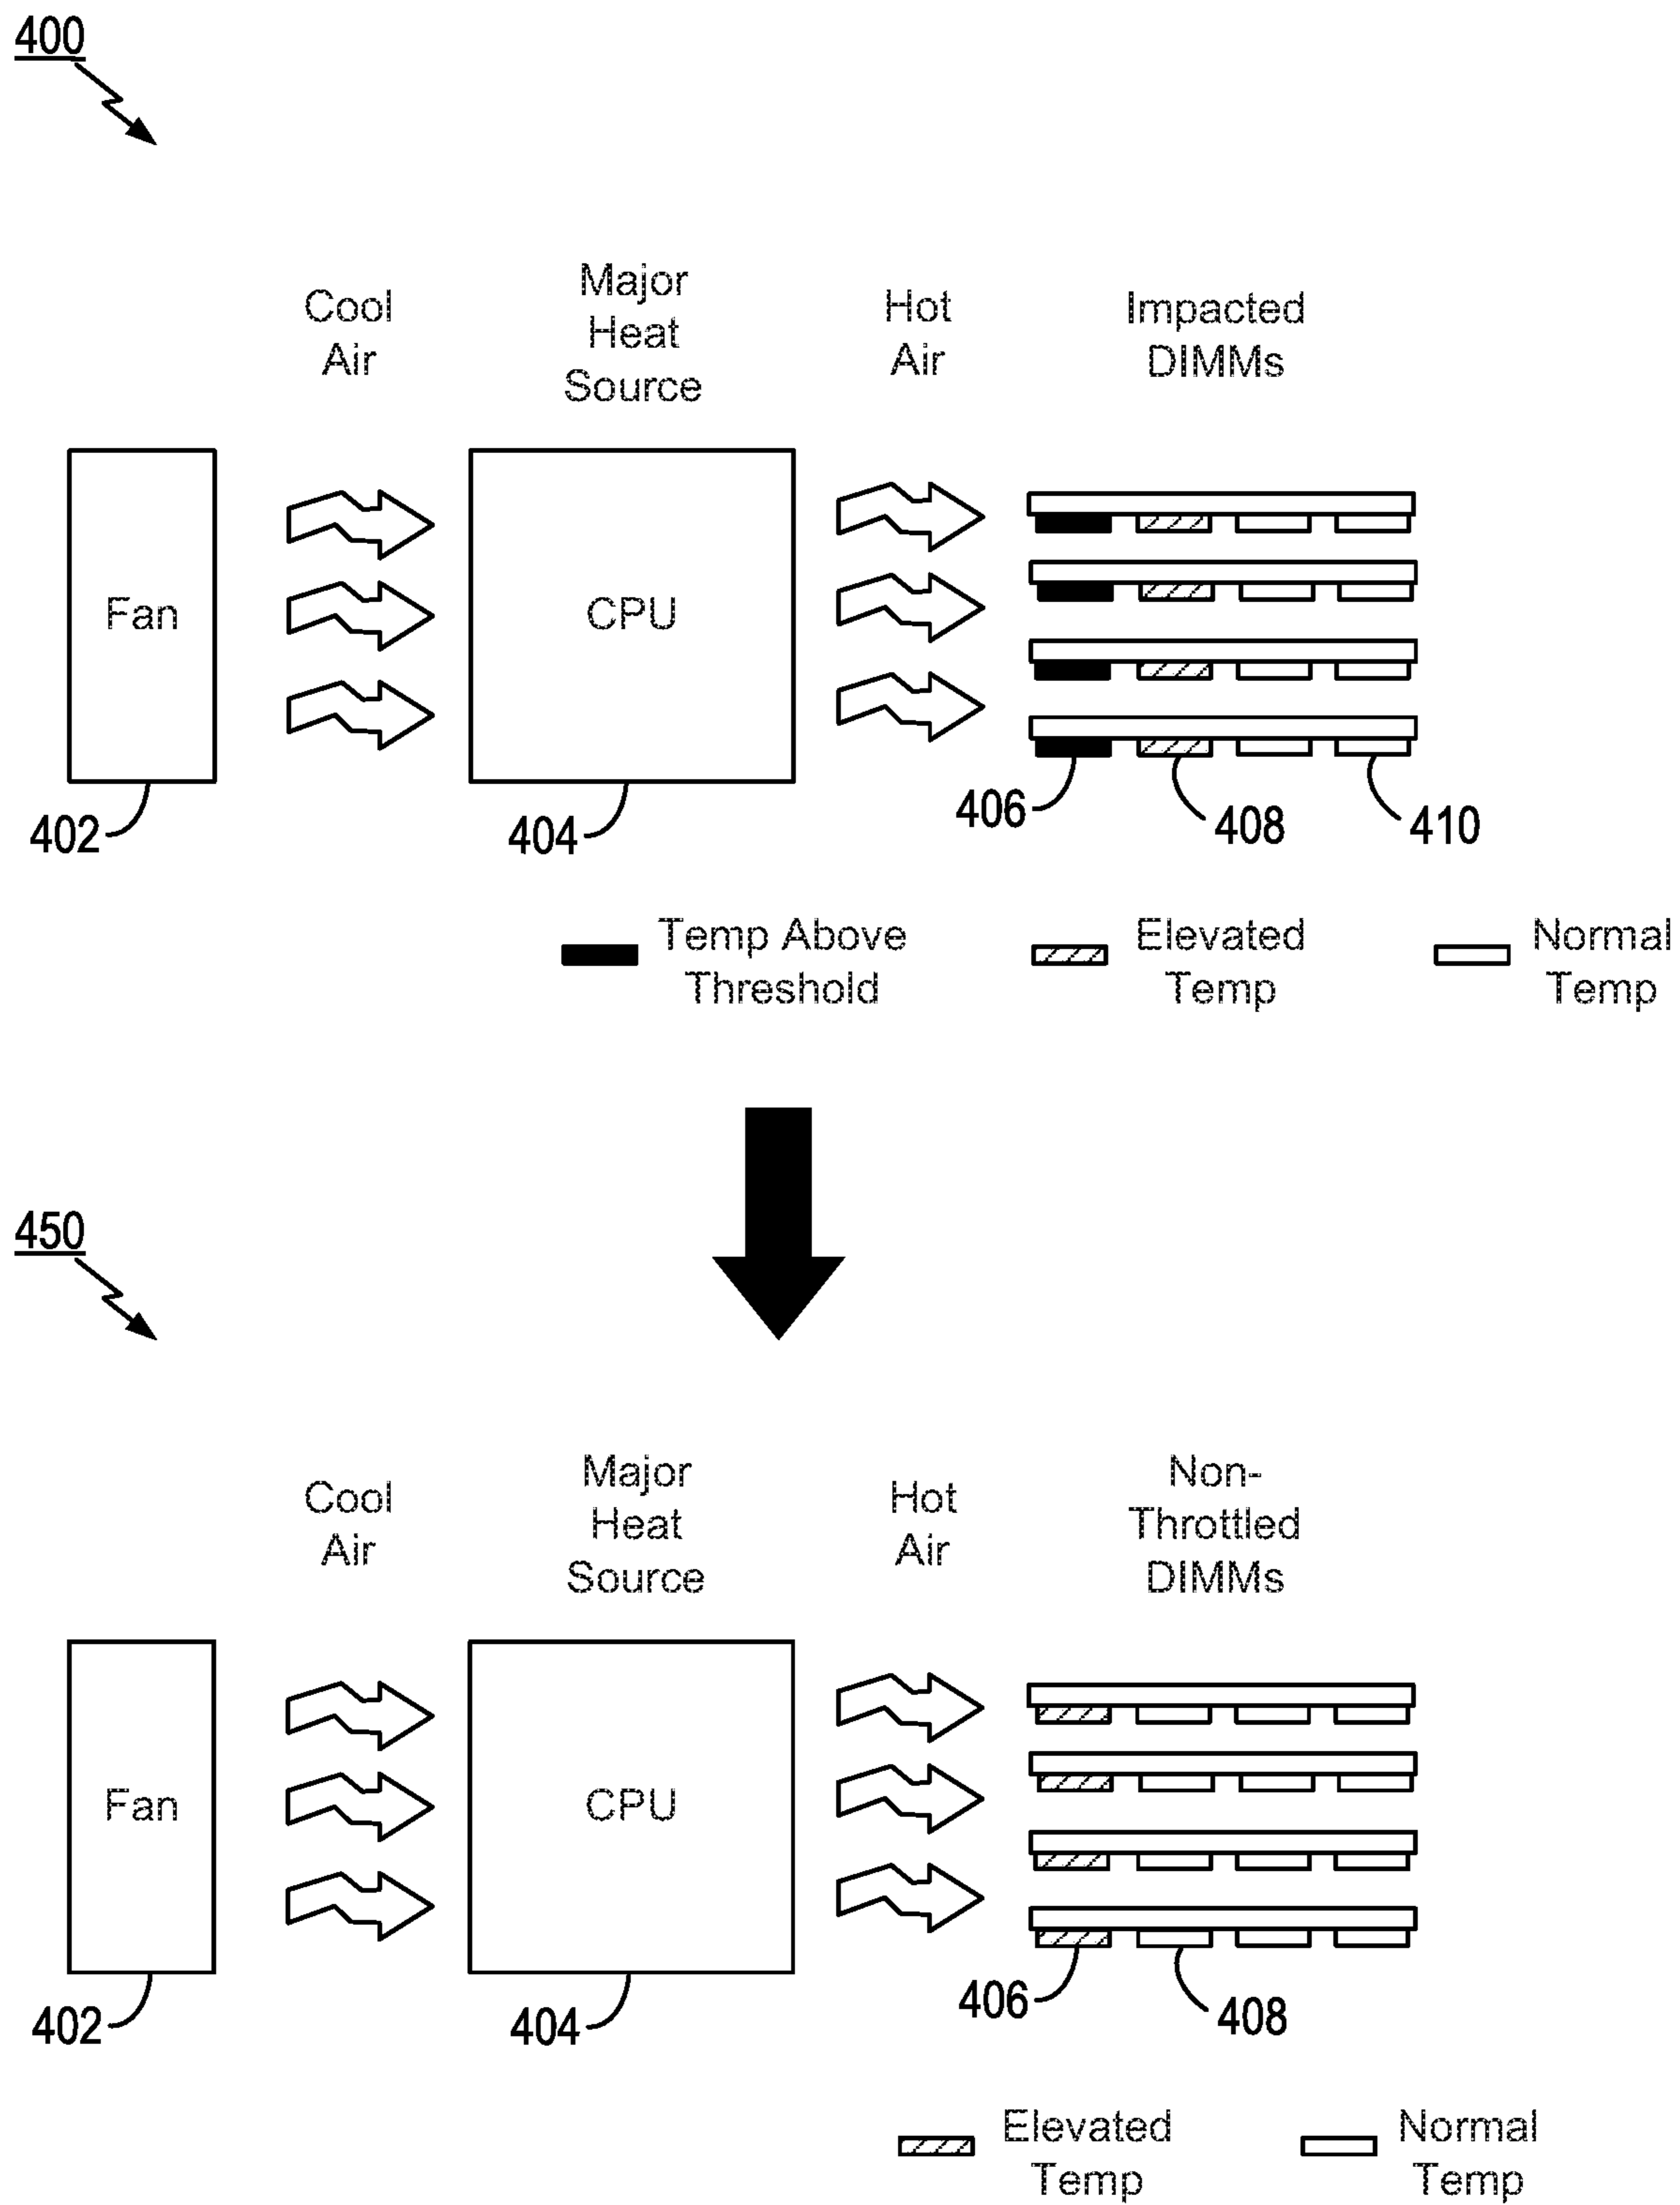 400
Cool
Air
Major
Heat
Source
Hot
Air
Impacted
DIMMs
Fan
CPU
402
404
406
408
410
Temp Above
Threshold
Elevated
Temp
Normal
Temp
450
Cool
Air
Major
Heat
Source
Hot
Air
Non-
Throttled
DIMMs
Fan
CPU
402
404
406
408
Elevated
Temp
Normal
Temp